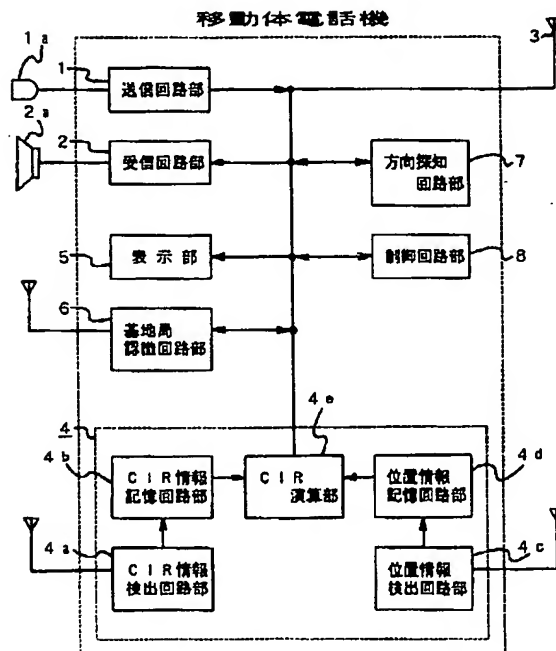 移動体電話機
1a
1
送信回路部
3
2a
2
受信回路部
方向探知
回路部
7
5
表示部
制御回路部
8
6
基地局
認徴回路部
4
4e
4b
CIR情報
記憶回路部
CIR
演算部
位置情報
記憶回路部
4d
4a
CIR情報
検出回路部
位置情報
検出回路部
4c